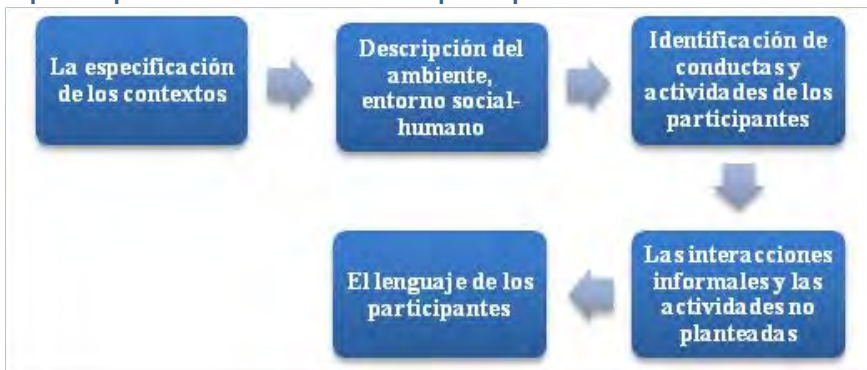 La especificación
de los contextos
Descripción del
ambiente,
entorno social-
humano
Identificación de
conductas y
actividades de los
participantes
Las interacciones
informales y las
actividades no
planteadas
El lenguaje de los
participantes